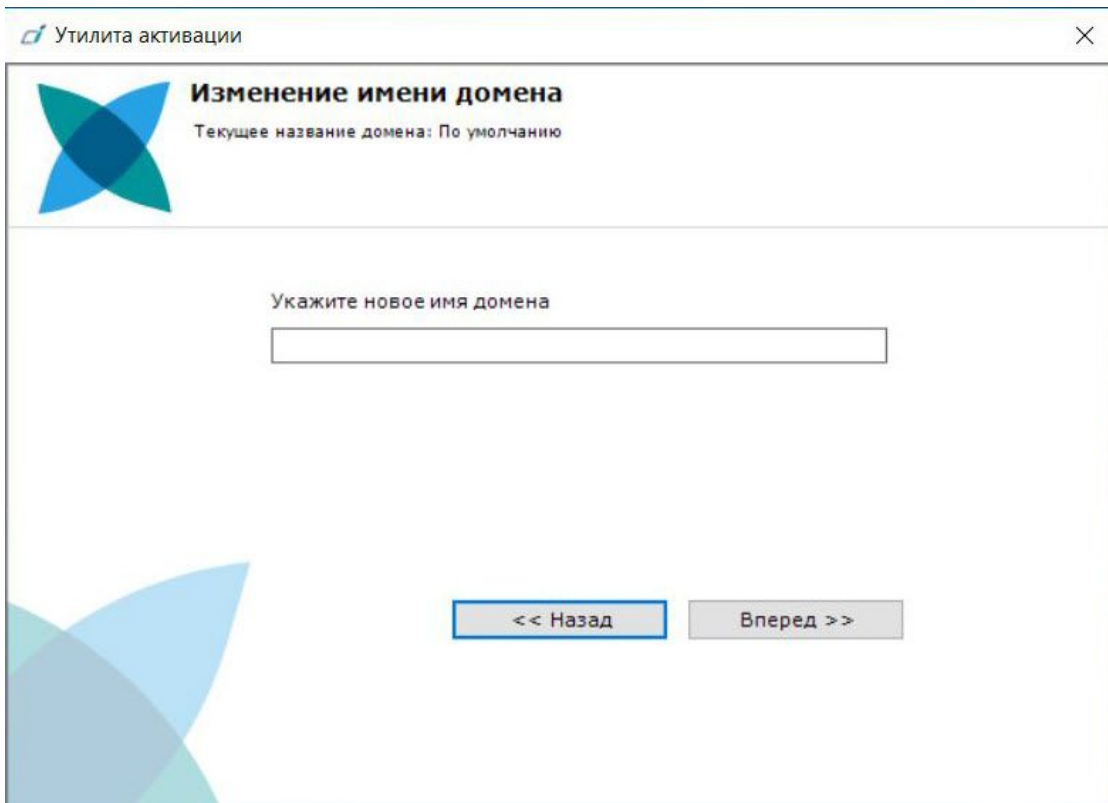 Утилита активации
Изменение имени домена
Текущее название домена: По умолчанию
Укажите новое имя домена
<< Назад
Вперед >>